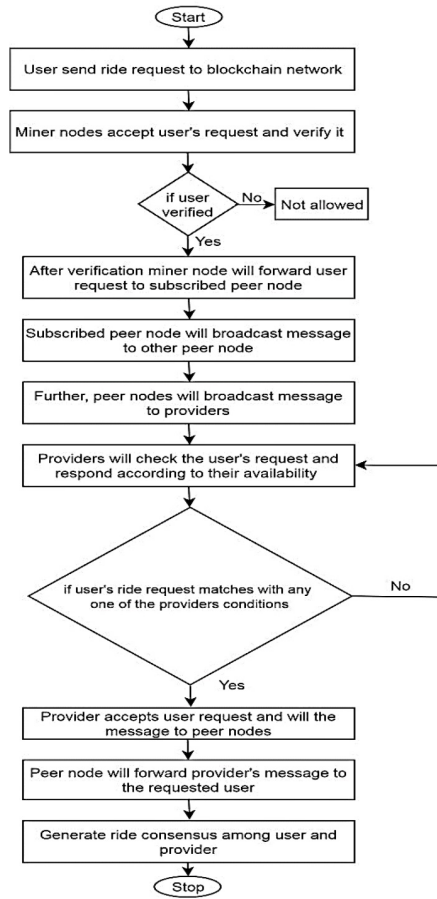 Start
User send ride request to blockchain network
Miner nodes accept user's request and verify it
if user
verified
No
Not allowed
Yes
After verification miner node will forward user
request to subscribed peer node
Subscribed peer node will broadcast message
to other peer node
Further, peer nodes will broadcast message
to providers
Providers will check the user's request and
respond according to their availability
if user's ride request matches with any
one of the providers conditions
No
Yes
Provider accepts user request and will the
message to peer nodes
Peer node will forward provider's message to
the requested user
Generate ride consensus among user and
provider
Stop